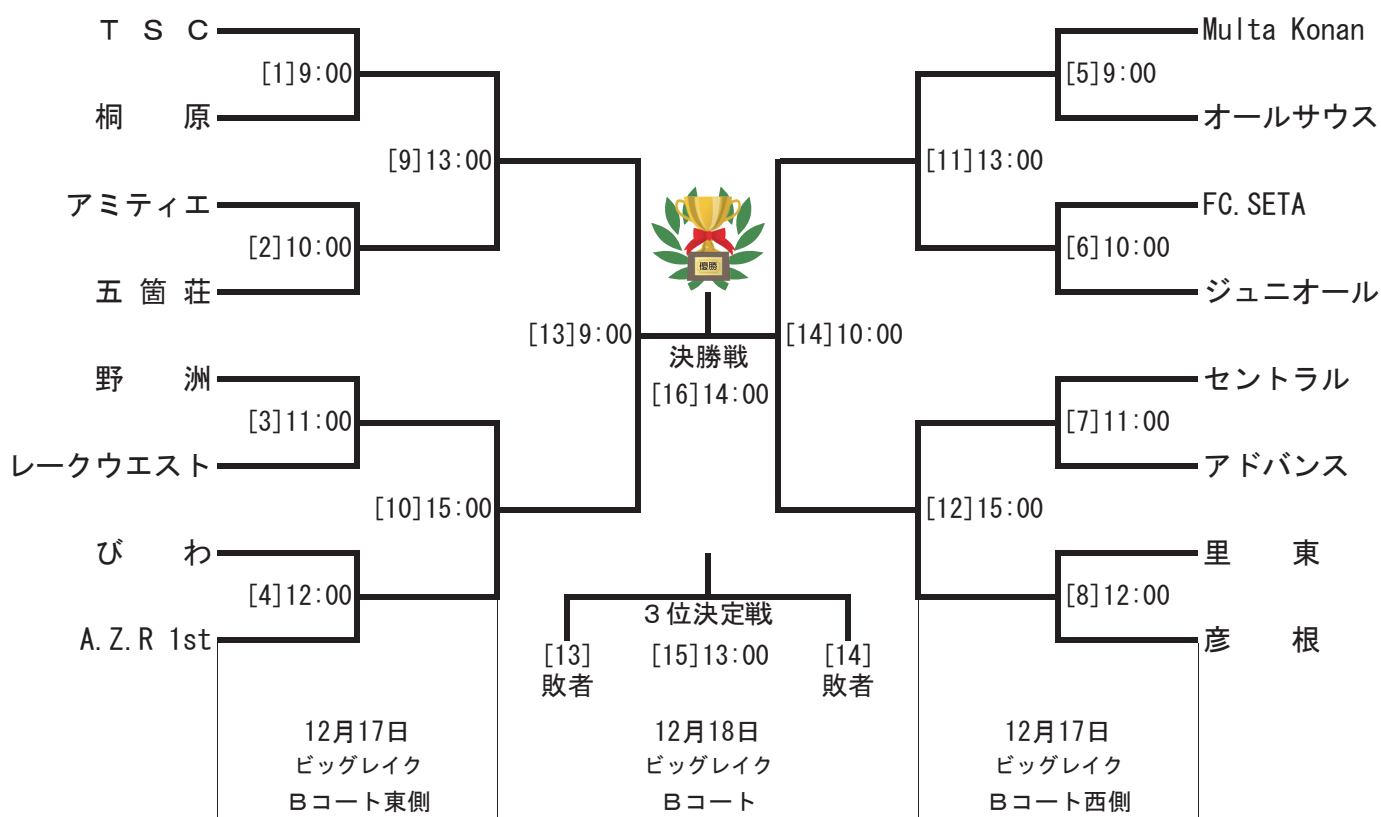 ＴＳＣ
[1]9:00
桐原
[9]13:00
アミティエ
[2]10:00
五箇荘
[13]9:00
野洲
[3]11:00
レークウエスト
[10]15:00
びわ
[4]12:00
A.Z.R 1st
優勝
決勝戦
[16]14:00
３位決定戦
[15]13:00
[13]
敗者
[14]
敗者
Multa Konan
[5]9:00
オールサウス
[11]13:00
FC.SETA
[6]10:00
ジュニオール
[14]10:00
セントラル
[7]11:00
アドバンス
[12]15:00
里東
[8]12:00
彦根
12月17日
ビッグレイク
Ｂコート東側
12月18日
ビッグレイク
Ｂコート
12月17日
ビッグレイク
Ｂコート西側